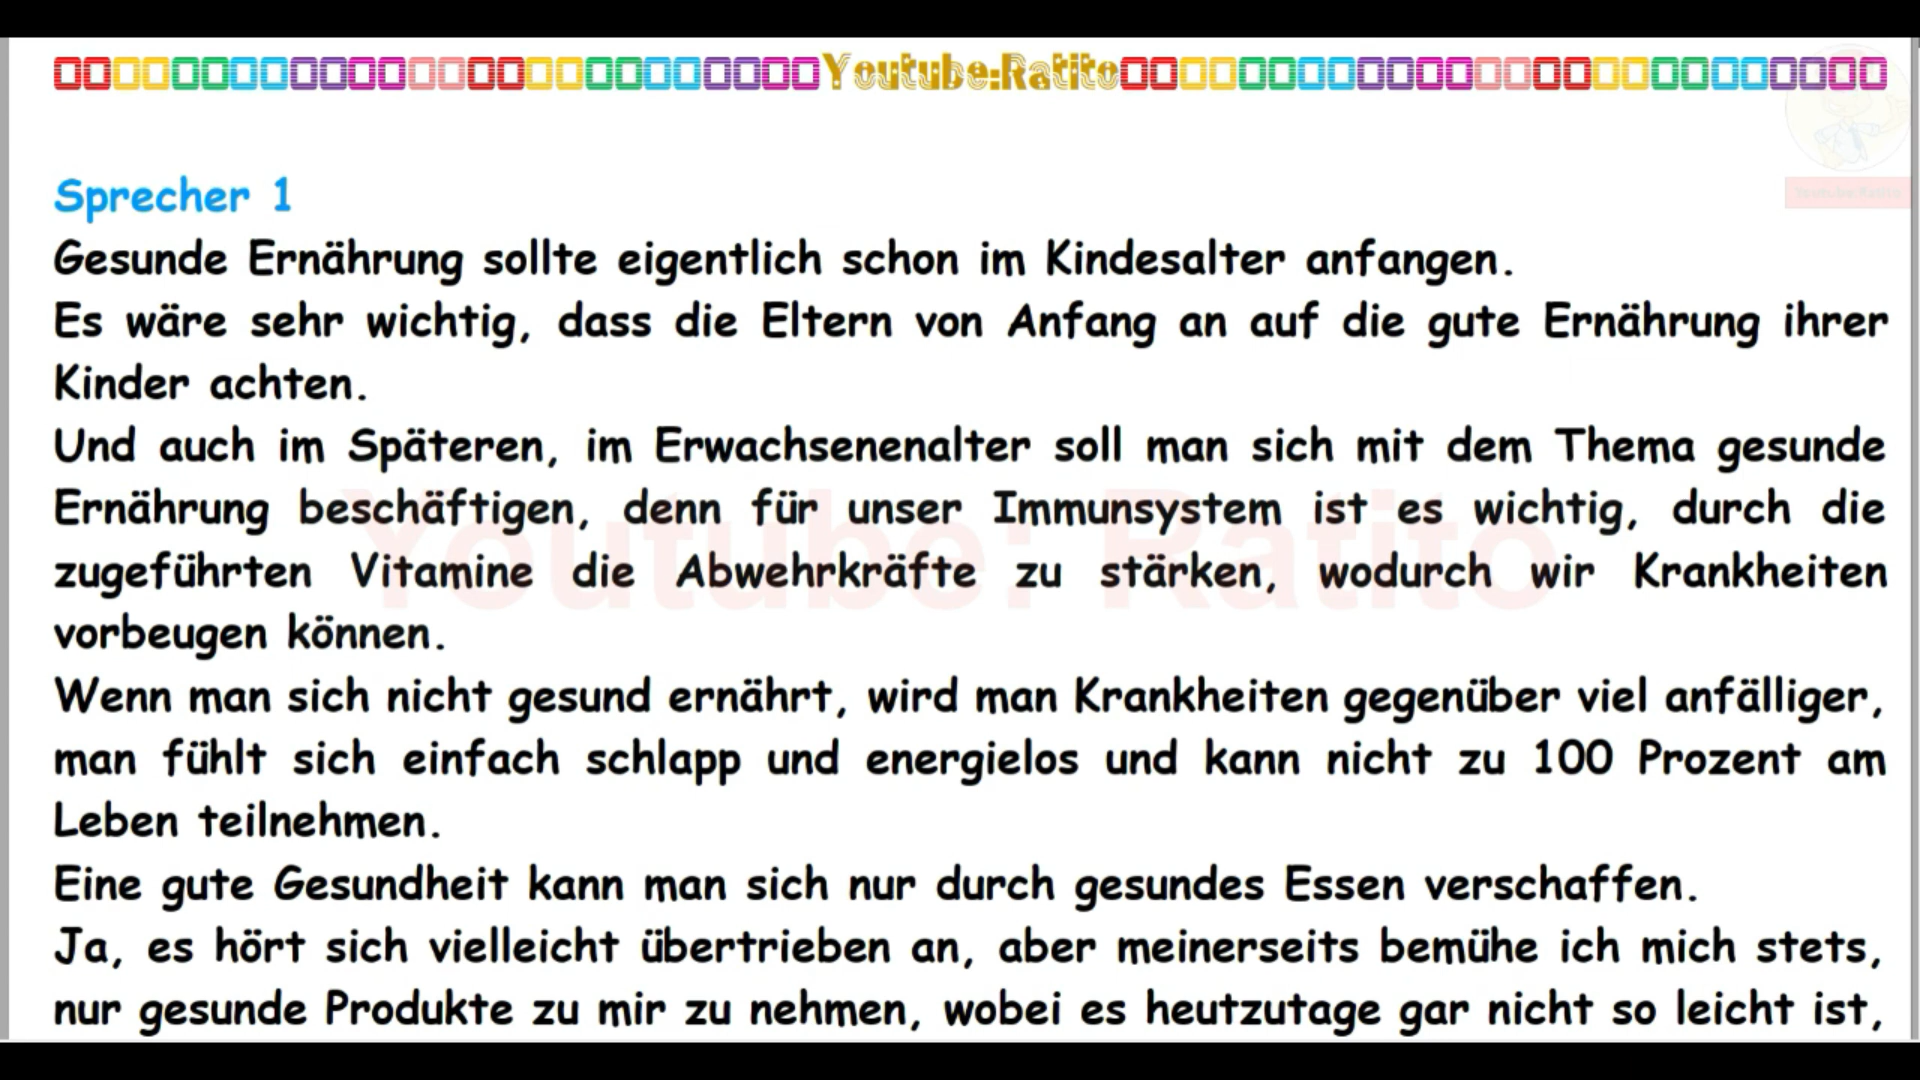 Youtube:Ratito
Sprecher 1
Gesunde Ernährung sollte eigentlich schon im Kindesalter anfangen.
Es wäre sehr wichtig, dass die Eltern von Anfang an auf die gute Ernährung ihrer
Kinder achten.
Und auch im Späteren, im Erwachsenenalter soll man sich mit dem Thema gesunde
Ernährung beschäftigen, denn für unser Immunsystem ist es wichtig, durch die
zugeführten Vitamine die Abwehrkräfte zu stärken, wodurch wir Krankheiten
vorbeugen können.
Wenn man sich nicht gesund ernährt, wird man Krankheiten gegenüber viel anfälliger,
man fühlt sich einfach schlapp und energielos und kann nicht zu 100 Prozent am
Leben teilnehmen.
Eine gute Gesundheit kann man sich nur durch gesundes Essen verschaffen.
Ja, es hört sich vielleicht übertrieben an, aber meinerseits bemühe ich mich stets,
nur gesunde Produkte zu mir zu nehmen, wobei es heutzutage gar nicht so leicht ist,
Youtube: Ratito
Youtube: Ratito